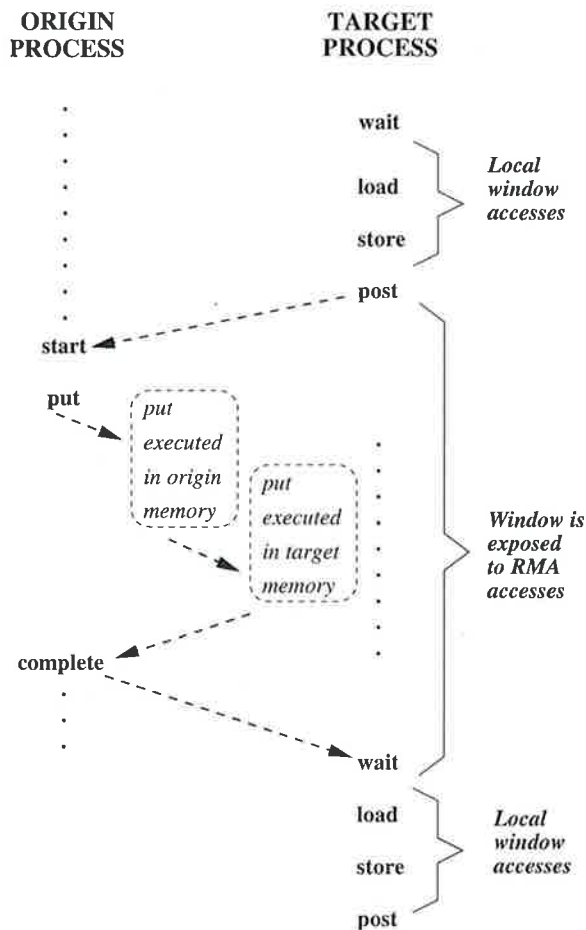 ORIGIN
PROCESS
TARGET
PROCESS
wait
load
store
post
Local
window
accesses
start
put
put
executed
in origin
memory
put
executed
in target
memory
Window is
exposed
to RMA
accesses
complete
wait
load
store
post
Local
window
accesses